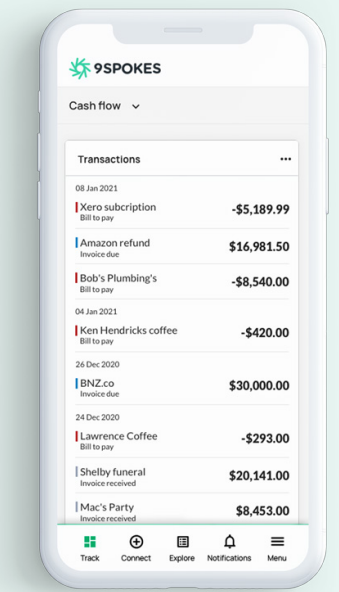 9SPOKES
Cash flow
Transactions
08 Jan 2021
Xero subcription -$5,189.99
Bill to pay
Amazon refund $16,981.50
Invoice due
Bob's Plumbing's -$8,540.00
Bill to pay
04 Jan 2021
Ken Hendricks coffee -$420.00
Bill to pay
26 Dec 2020
BNZ.co $30,000.00
Invoice due
24 Dec 2020
Lawrence Coffee -$293.00
Bill to pay
Shelby funeral $20,141.00
Invoice received
Mac's Party $8,453.00
Invoice received
Track Connect Explore Notifications Menu